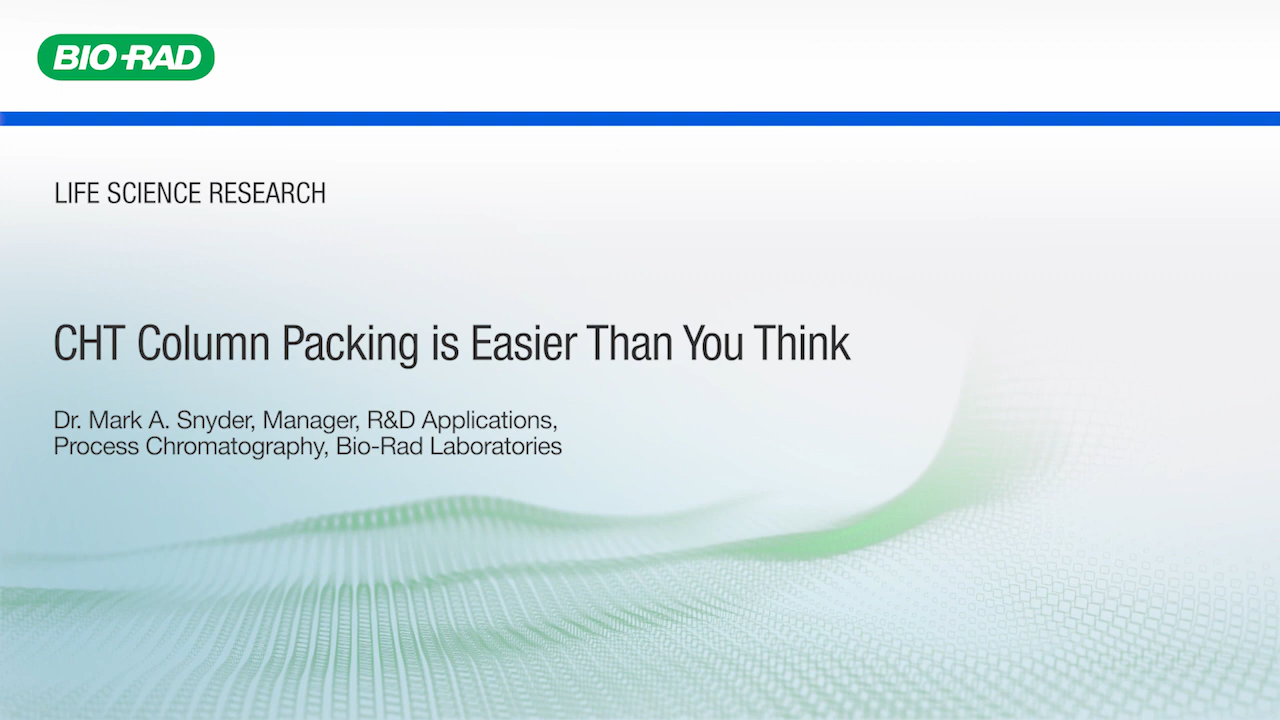 BIO-RAD
LIFE SCIENCE RESEARCH
CHT Column Packing is Easier Than You Think
Dr. Mark A. Snyder, Manager, R&D Applications,
Process Chromatography, Bio-Rad Laboratories